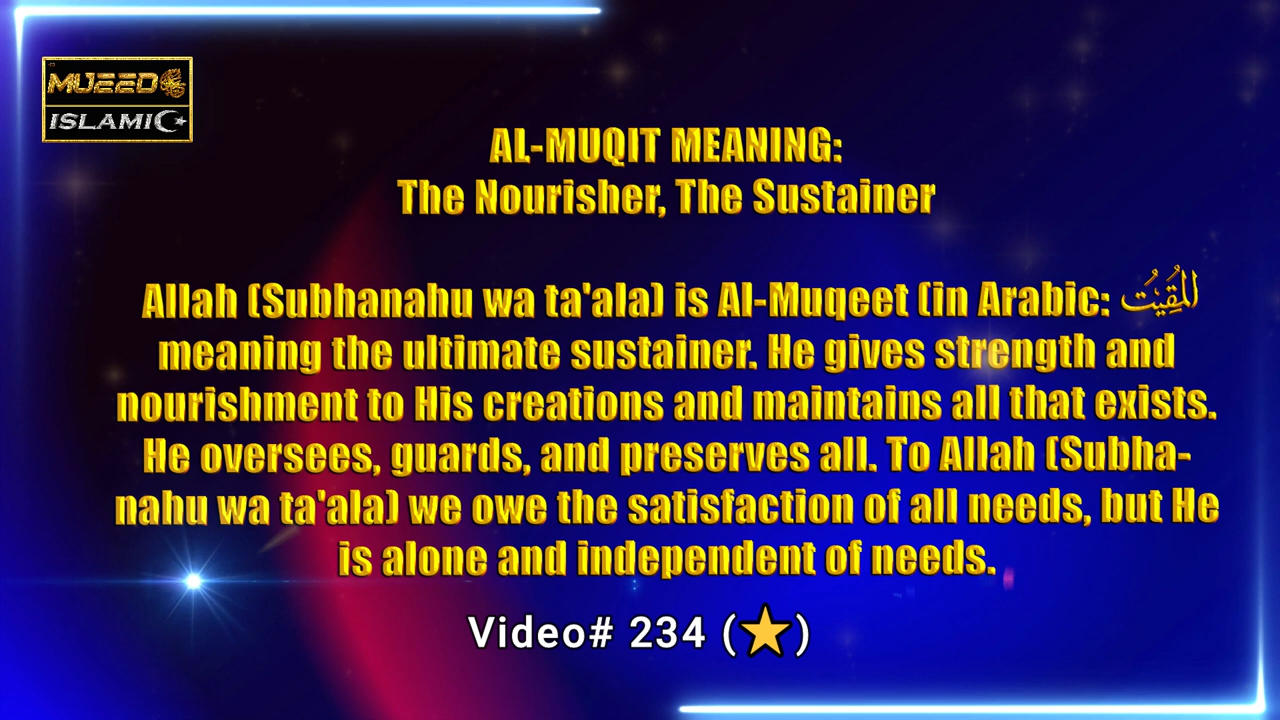 MUEED
ISLAMIC
AL-MUQIT MEANING:
The Nourisher, The Sustainer
Allah (Subhanahu wa ta'ala) is Al-Muqeet (in Arabic: المُقِيْتُ
meaning the ultimate sustainer. He gives strength and
nourishment to His creations and maintains all that exists.
He oversees, guards, and preserves all. To Allah (Subha-
nahu wa ta'ala) we owe the satisfaction of all needs, but He
is alone and independent of needs.
Video# 234 (⭐)